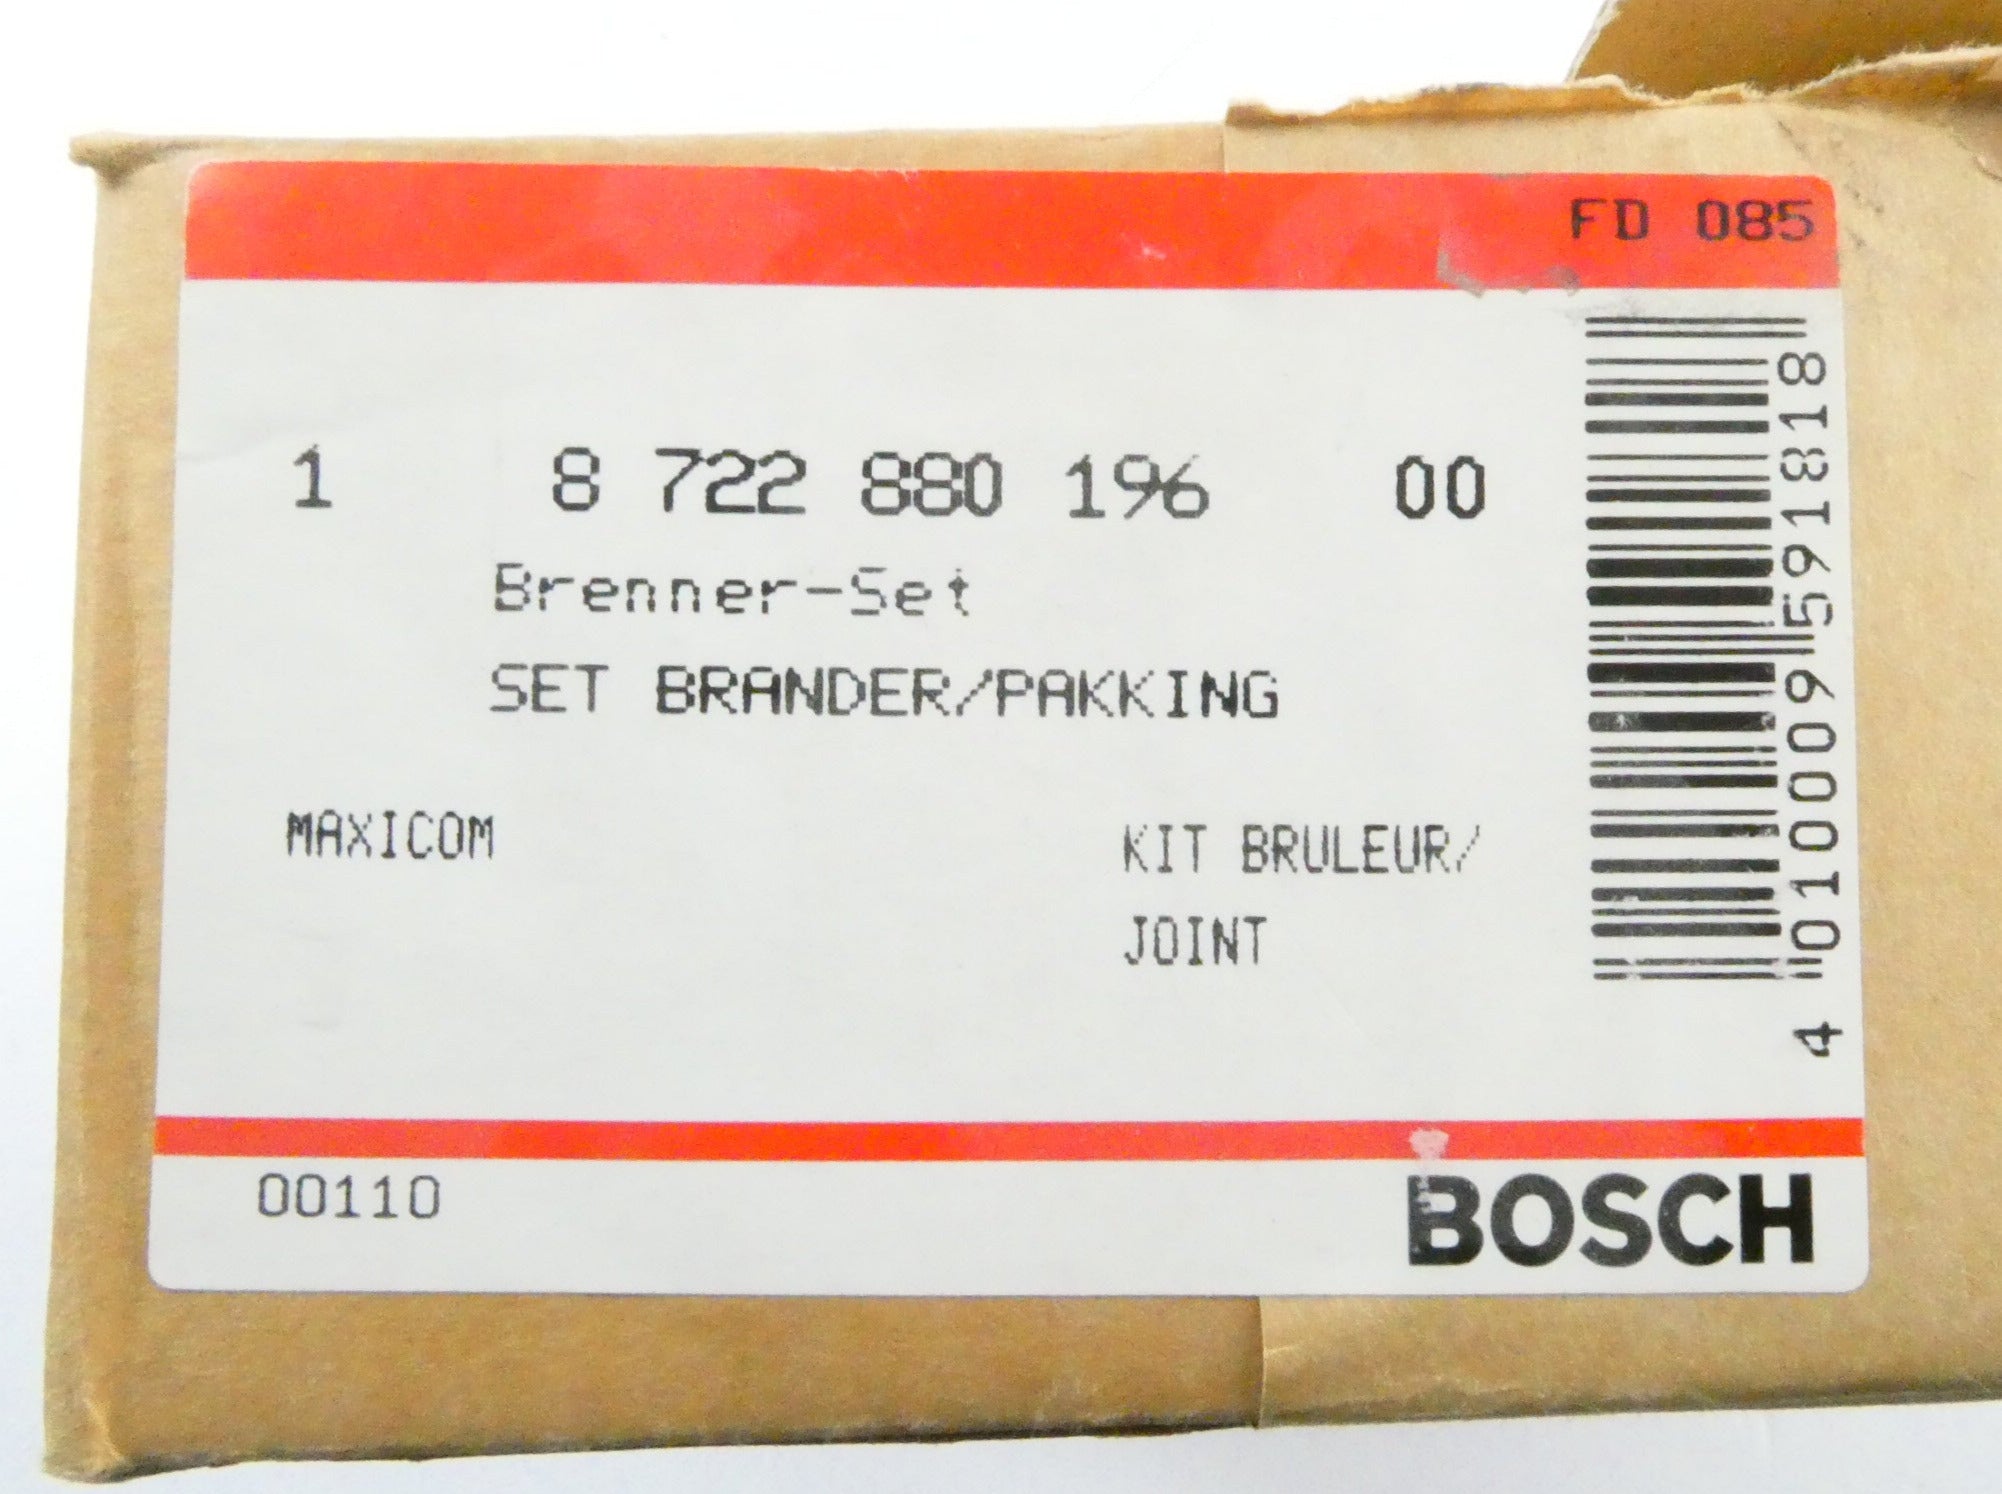 FD 085
1 8 722 880 196 00
Brenner-Set
SET BRANDER/PAKKING
MAXICOM
KIT BRULEUR/
JOINT
4 010009 591818
00110
BOSCH